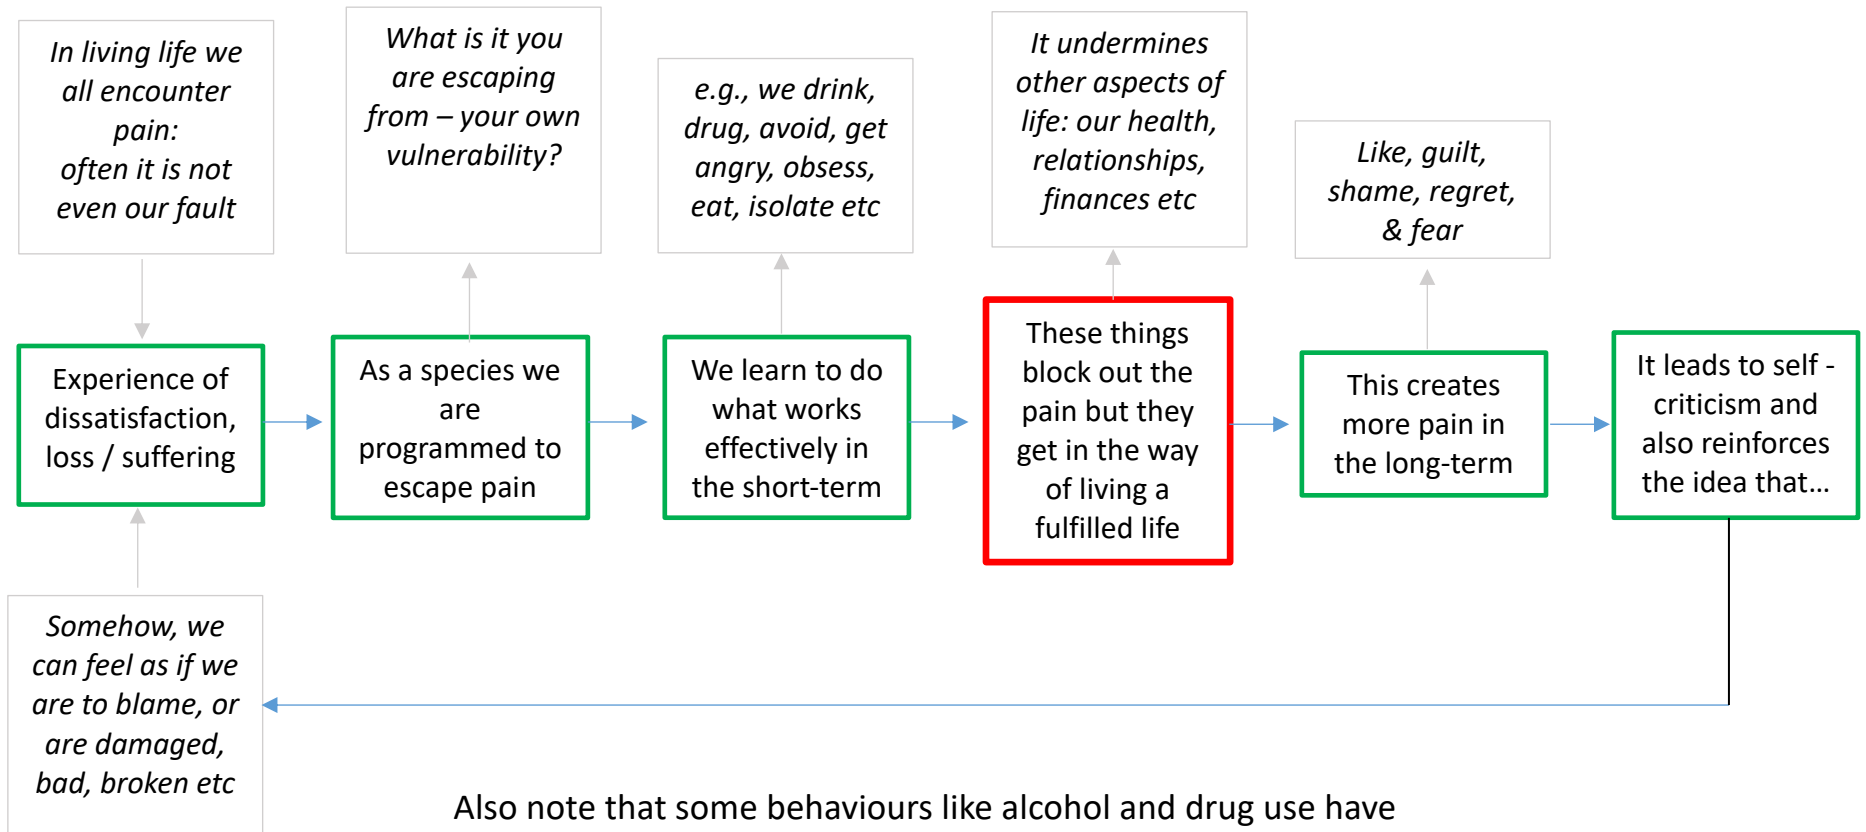 In living life we
all encounter
pain:
often it is not
even our fault
What is it you
are escaping
from – your own
vulnerability?
e.g., we drink,
drug, avoid, get
angry, obsess,
eat, isolate etc
It undermines
other aspects of
life: our health,
relationships,
finances etc
Like, guilt,
shame, regret,
& fear
Experience of
dissatisfaction,
loss / suffering
As a species we
are
programmed to
escape pain
We learn to do
what works
effectively in
the short-term
These things
block out the
pain but they
get in the way
of living a
fulfilled life
This creates
more pain in
the long-term
It leads to self -
criticism and
also reinforces
the idea that…
Somehow, we
can feel as if we
are to blame, or
are damaged,
bad, broken etc
Also note that some behaviours like alcohol and drug use have